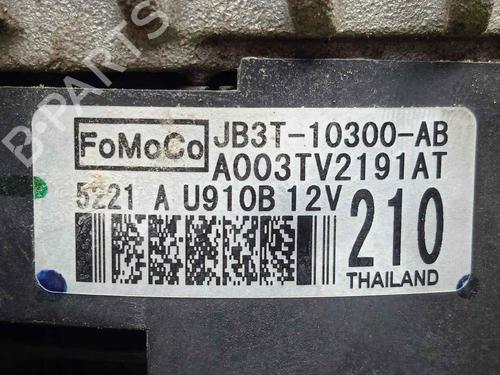 B-PARTS
FoMoCo
JB3T-10300-AB
A003TV2191AT
5221 A U910B 12V
210
THAILAND